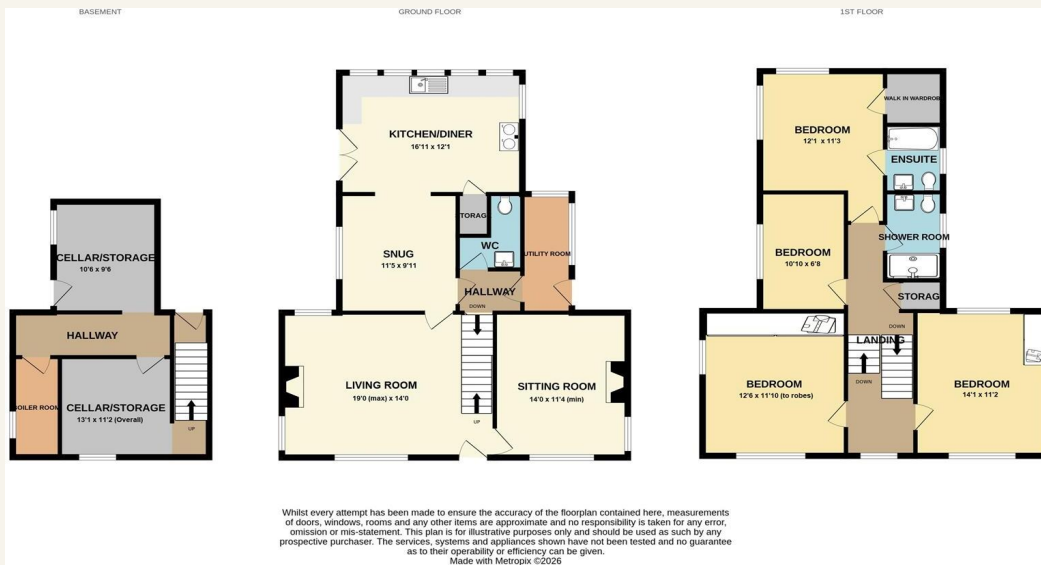 BASEMENT
GROUND FLOOR
1ST FLOOR
CELLAR/STORAGE
10'6 x 9'6
HALLWAY
BOILER ROOM
CELLAR/STORAGE
13'1 x 11'2 (Overall)
UP
KITCHEN/DINER
16'11 x 12'1
TORAG
WC
SNUG
11'5 x 9'11
UTILITY ROOM
HALLWAY
DOWN
LIVING ROOM
19'0 (max) x 14'0
UP
SITTING ROOM
14'0 x 11'4 (min)
BEDROOM
12'1 x 11'3
WALK IN WARDROB
ENSUITE
SHOWER ROOM
BEDROOM
10'10 x 6'8
STORAG
DOWN
LANDING
DOWN
BEDROOM
12'6 x 11'10 (to robes)
BEDROOM
14'1 x 11'2
Whilst every attempt has been made to ensure the accuracy of the floorplan contained here, measurements
of doors, windows, rooms and any other items are approximate and no responsibility is taken for any error,
omission or mis-statement. This plan is for illustrative purposes only and should be used as such by any
prospective purchaser. The services, systems and appliances shown have not been tested and no guarantee
as to their operability or efficiency can be given.
Made with Metropix ©2026